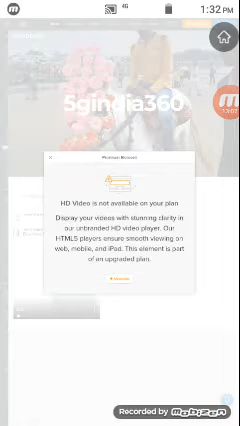 4G
1:32 PM
5gindia360
Premium Element
HD Video is not available on your plan
Display your videos with stunning clarity in
our unbranded HD video player. Our
HTML5 players ensure smooth viewing on
web, mobile, and iPad. This element is part
of an upgraded plan.
Recorded by mobizen